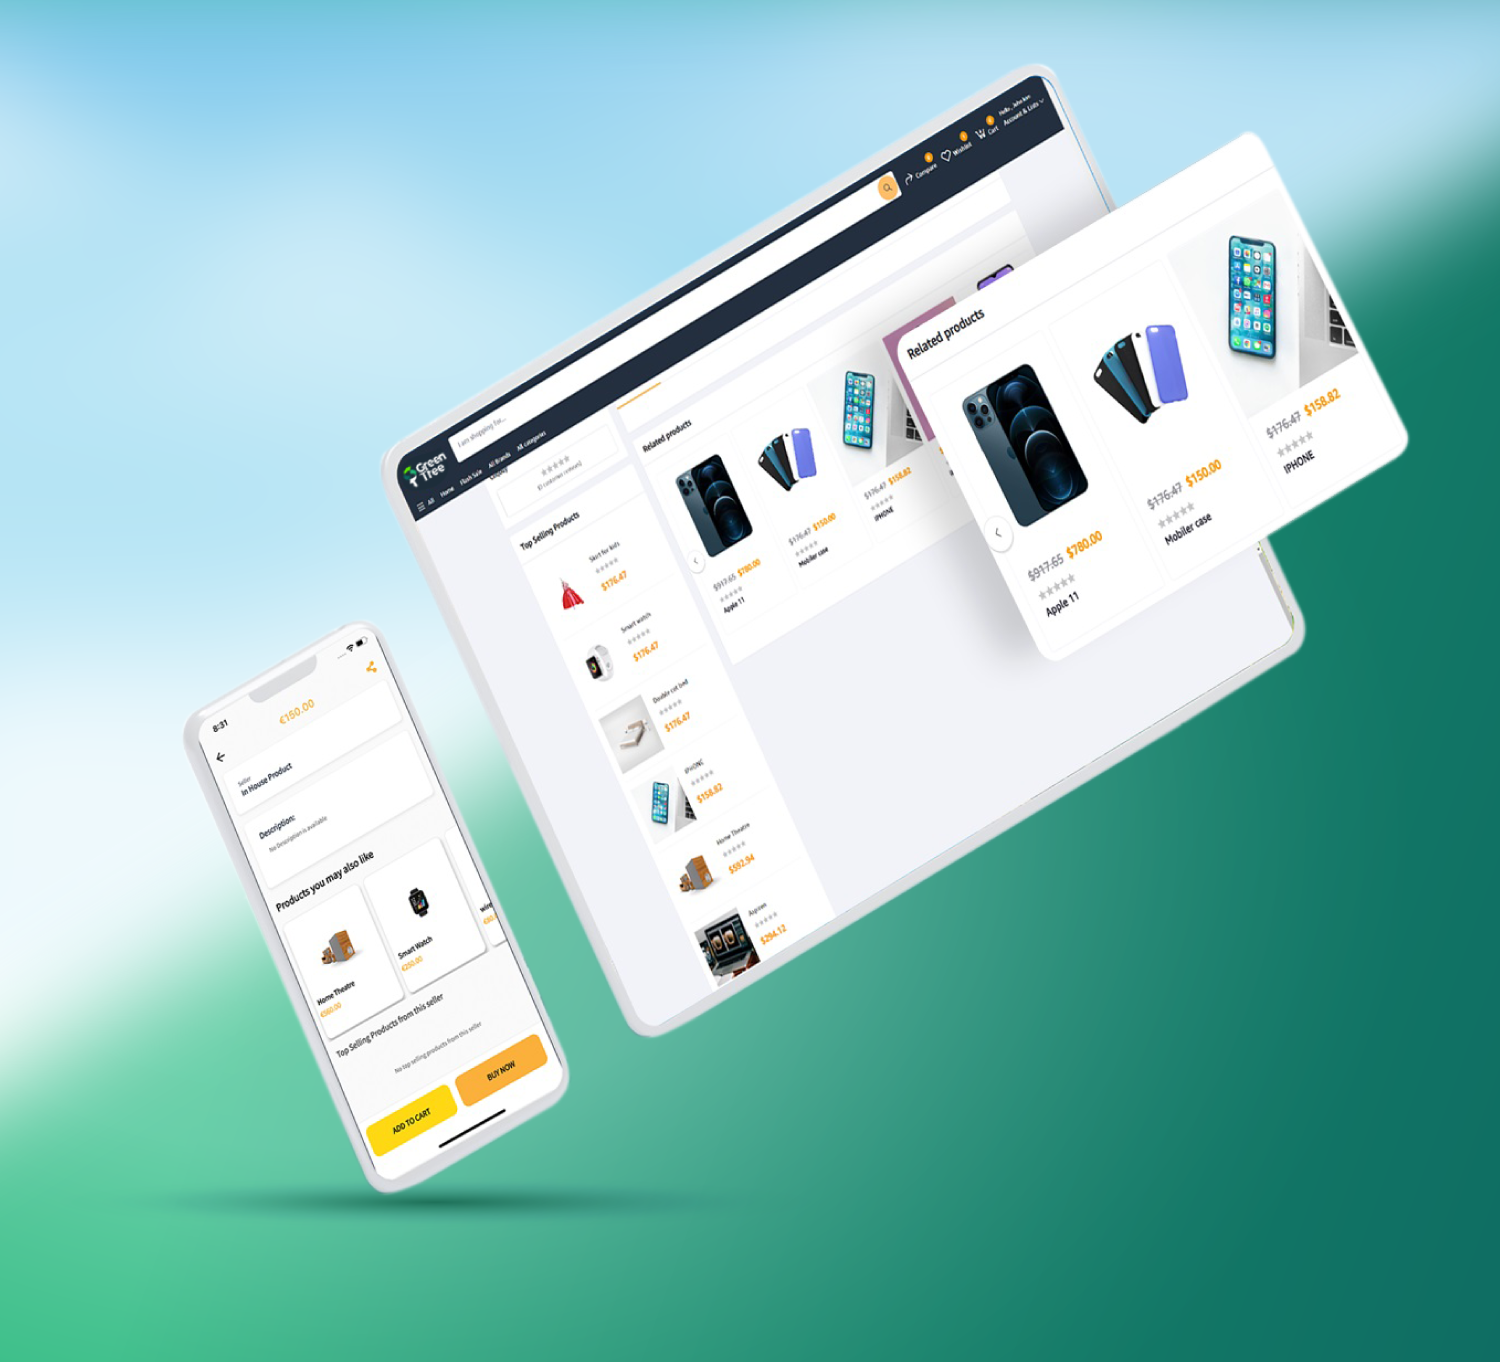 Hello, John ken
Account & Lists
0
Cart
0
Wishlist
0
Compare
I am shopping for...
Green
Tree
All
Home
Flash Sale
All Brands
All categories
(0 customer reviews)
Top Selling Products
Skirt for kids
$176.47
Smart watch
$176.47
$176.47
IPHONE
$158.82
Home Theatre
$592.94
$294.12
Related products
$917.65 $780.00
Apple 11
$176.47 $150.00
Mobiler case
$176.47 $158.82
IPHONE
Related products
$917.65 $780.00
Apple 11
$176.47 $150.00
Mobiler case
$176.47 $158.82
IPHONE
8:31
€150.00
Seller
In House Product
Description:
No Description is available
Products you may also like
Home Theatre
€560.00
Smart Watch
€250.00
Top Selling Products from this seller
No top selling products from this seller
ADD TO CART
BUY NOW